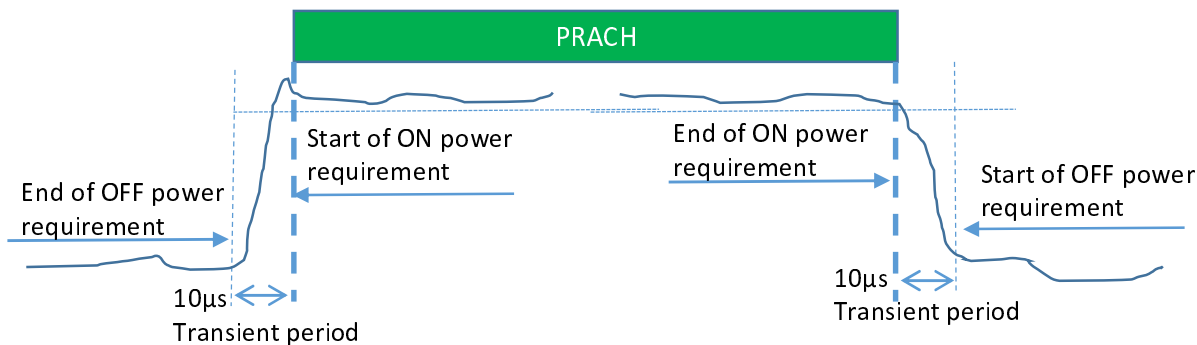 PRACH
Start of ON power
requirement
End of ON power
requirement
End of OFF power
requirement
Start of OFF power
requirement
10µs
Transient period
10µs
Transient period